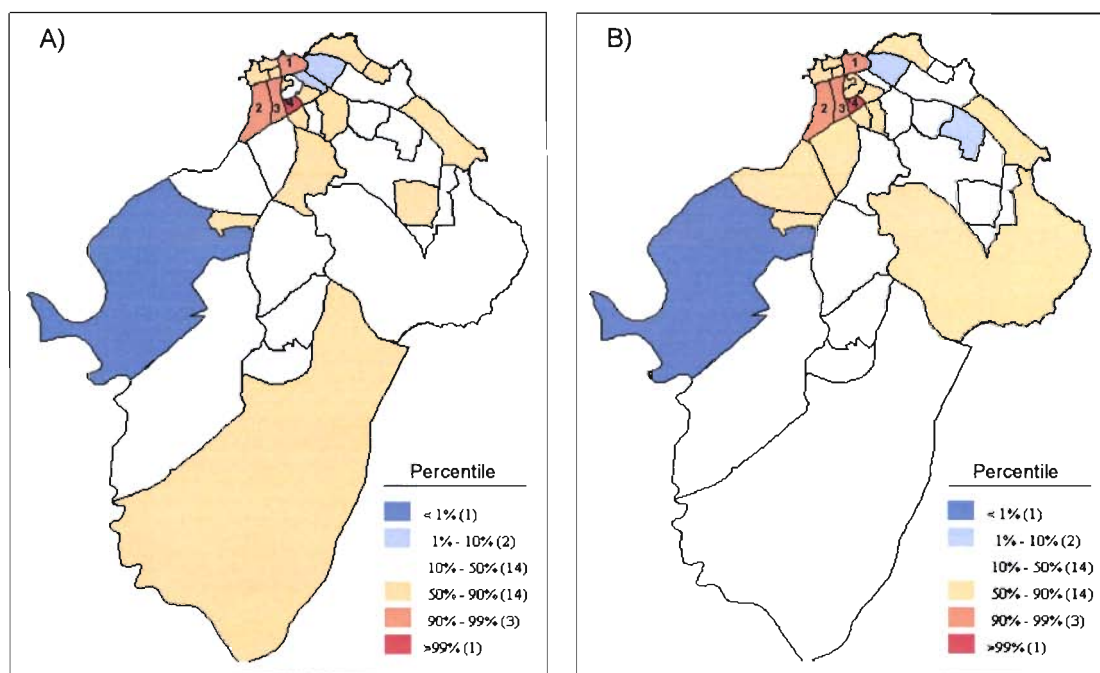 A)
1
2 3 4
Percentile
< 1% (1)
1% - 10% (2)
10% - 50% (14)
50% - 90% (14)
90% - 99% (3)
>99% (1)
B)
1
2 3 4
Percentile
< 1% (1)
1% - 10% (2)
10% - 50% (14)
50% - 90% (14)
90% - 99% (3)
>99% (1)